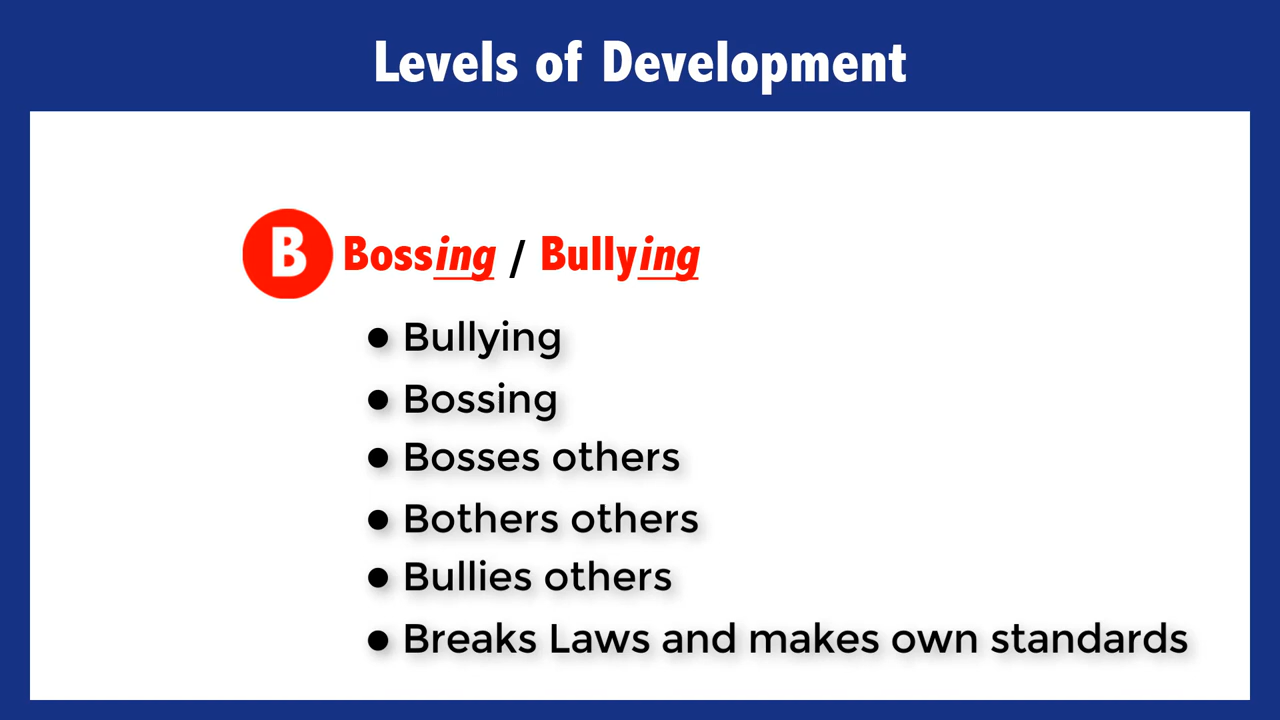 Levels of Development
B Bossing / Bullying
● Bullying
● Bossing
● Bosses others
● Bothers others
● Bullies others
● Breaks Laws and makes own standards